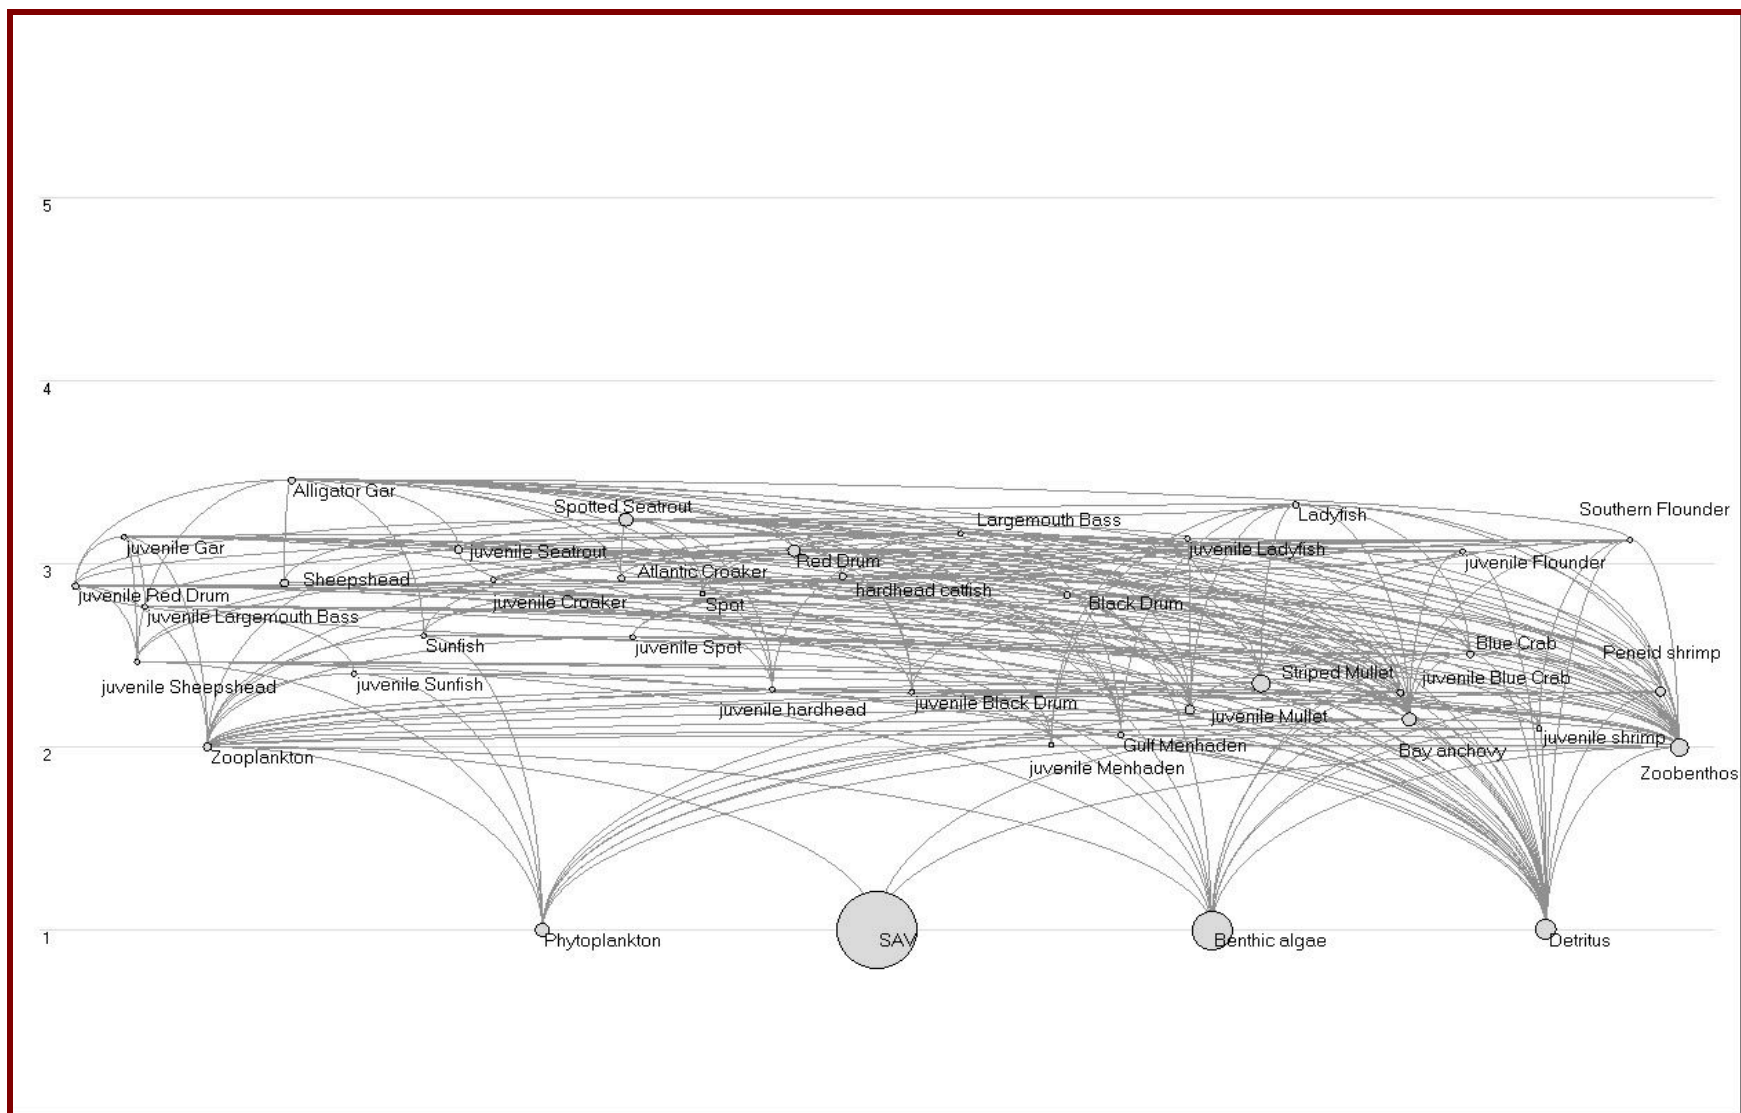 5
4
Alligator Gar
Spotted Seatrout
Largemouth Bass
Ladyfish
Southern Flounder
juvenile Gar
juvenile Seatrout
Red Drum
juvenile Ladyfish
juvenile Flounder
3
Sheepshead
Atlantic Croaker
hardhead catfish
juvenile Red Drum
juvenile Croaker
Spot
Black Drum
juvenile Largemouth Bass
Sunfish
juvenile Spot
Blue Crab
Peneid shrimp
juvenile Sheepshead
juvenile Sunfish
Striped Mullet
juvenile Blue Crab
juvenile hardhead
juvenile Black Drum
juvenile Mullet
2
Zooplankton
Gulf Menhaden
Bay anchovy
juvenile shrimp
juvenile Menhaden
Zoobenthos
1
Phytoplankton
SAV
Benthic algae
Detritus